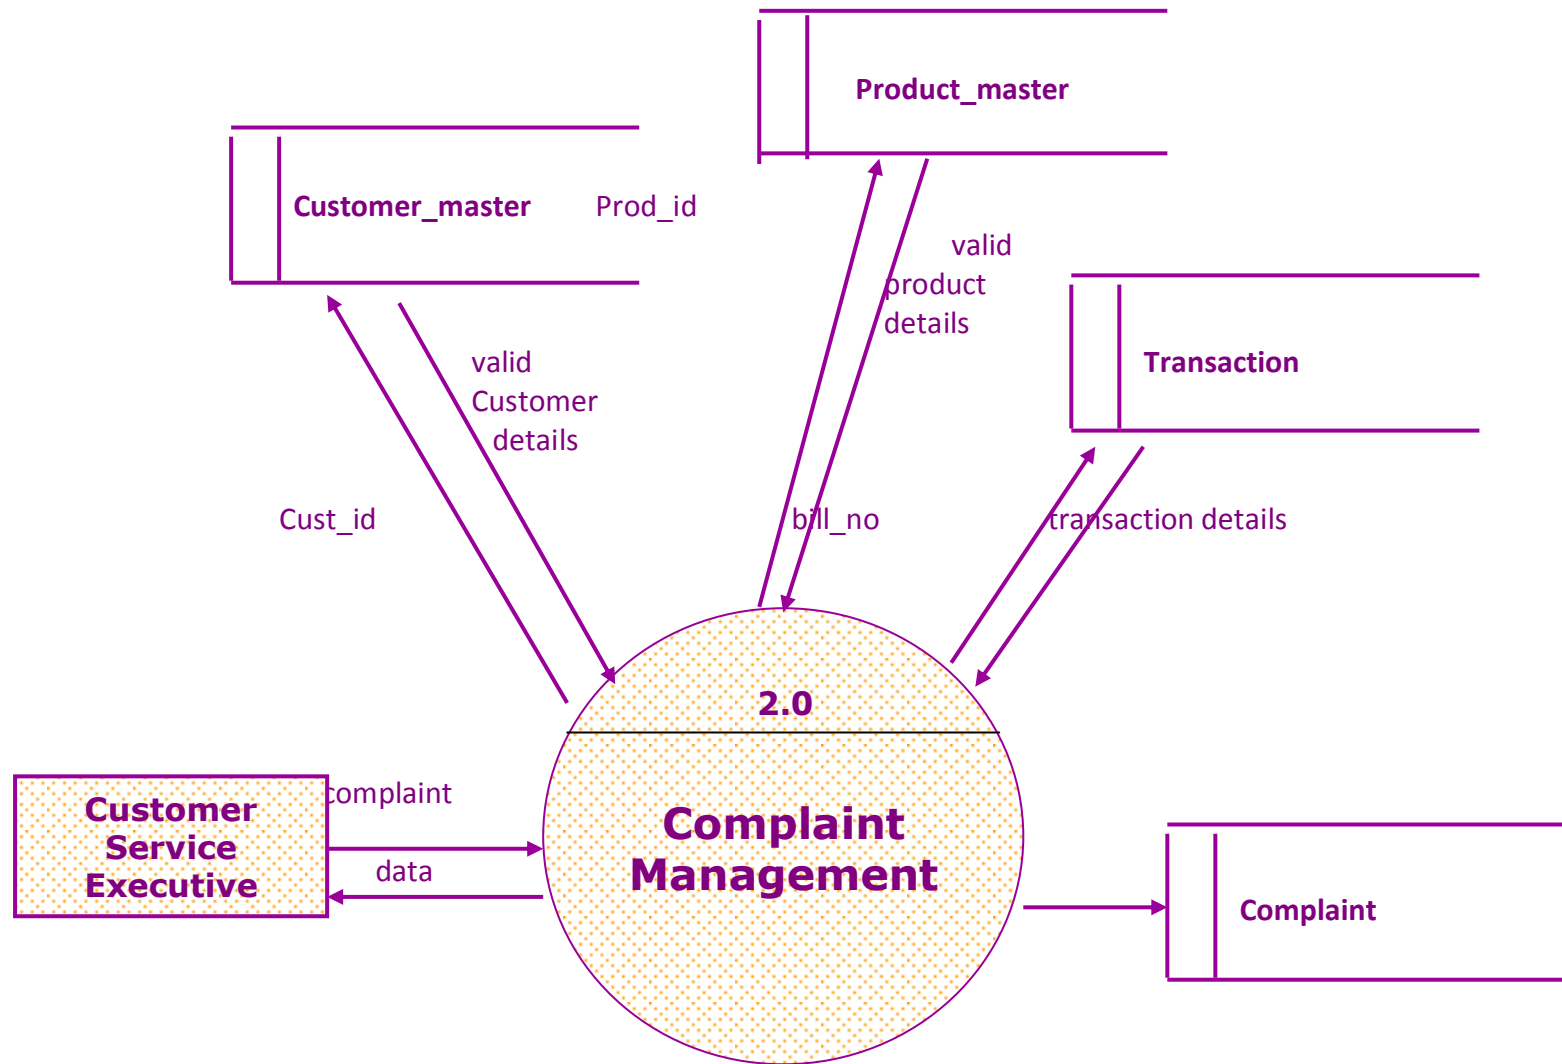 Product_master
Customer_master
Prod_id
valid
product
details
valid
Customer
details
Transaction
Cust_id
bill_no
transaction details
2.0
Complaint
Management
complaint
data
Customer
Service
Executive
Complaint